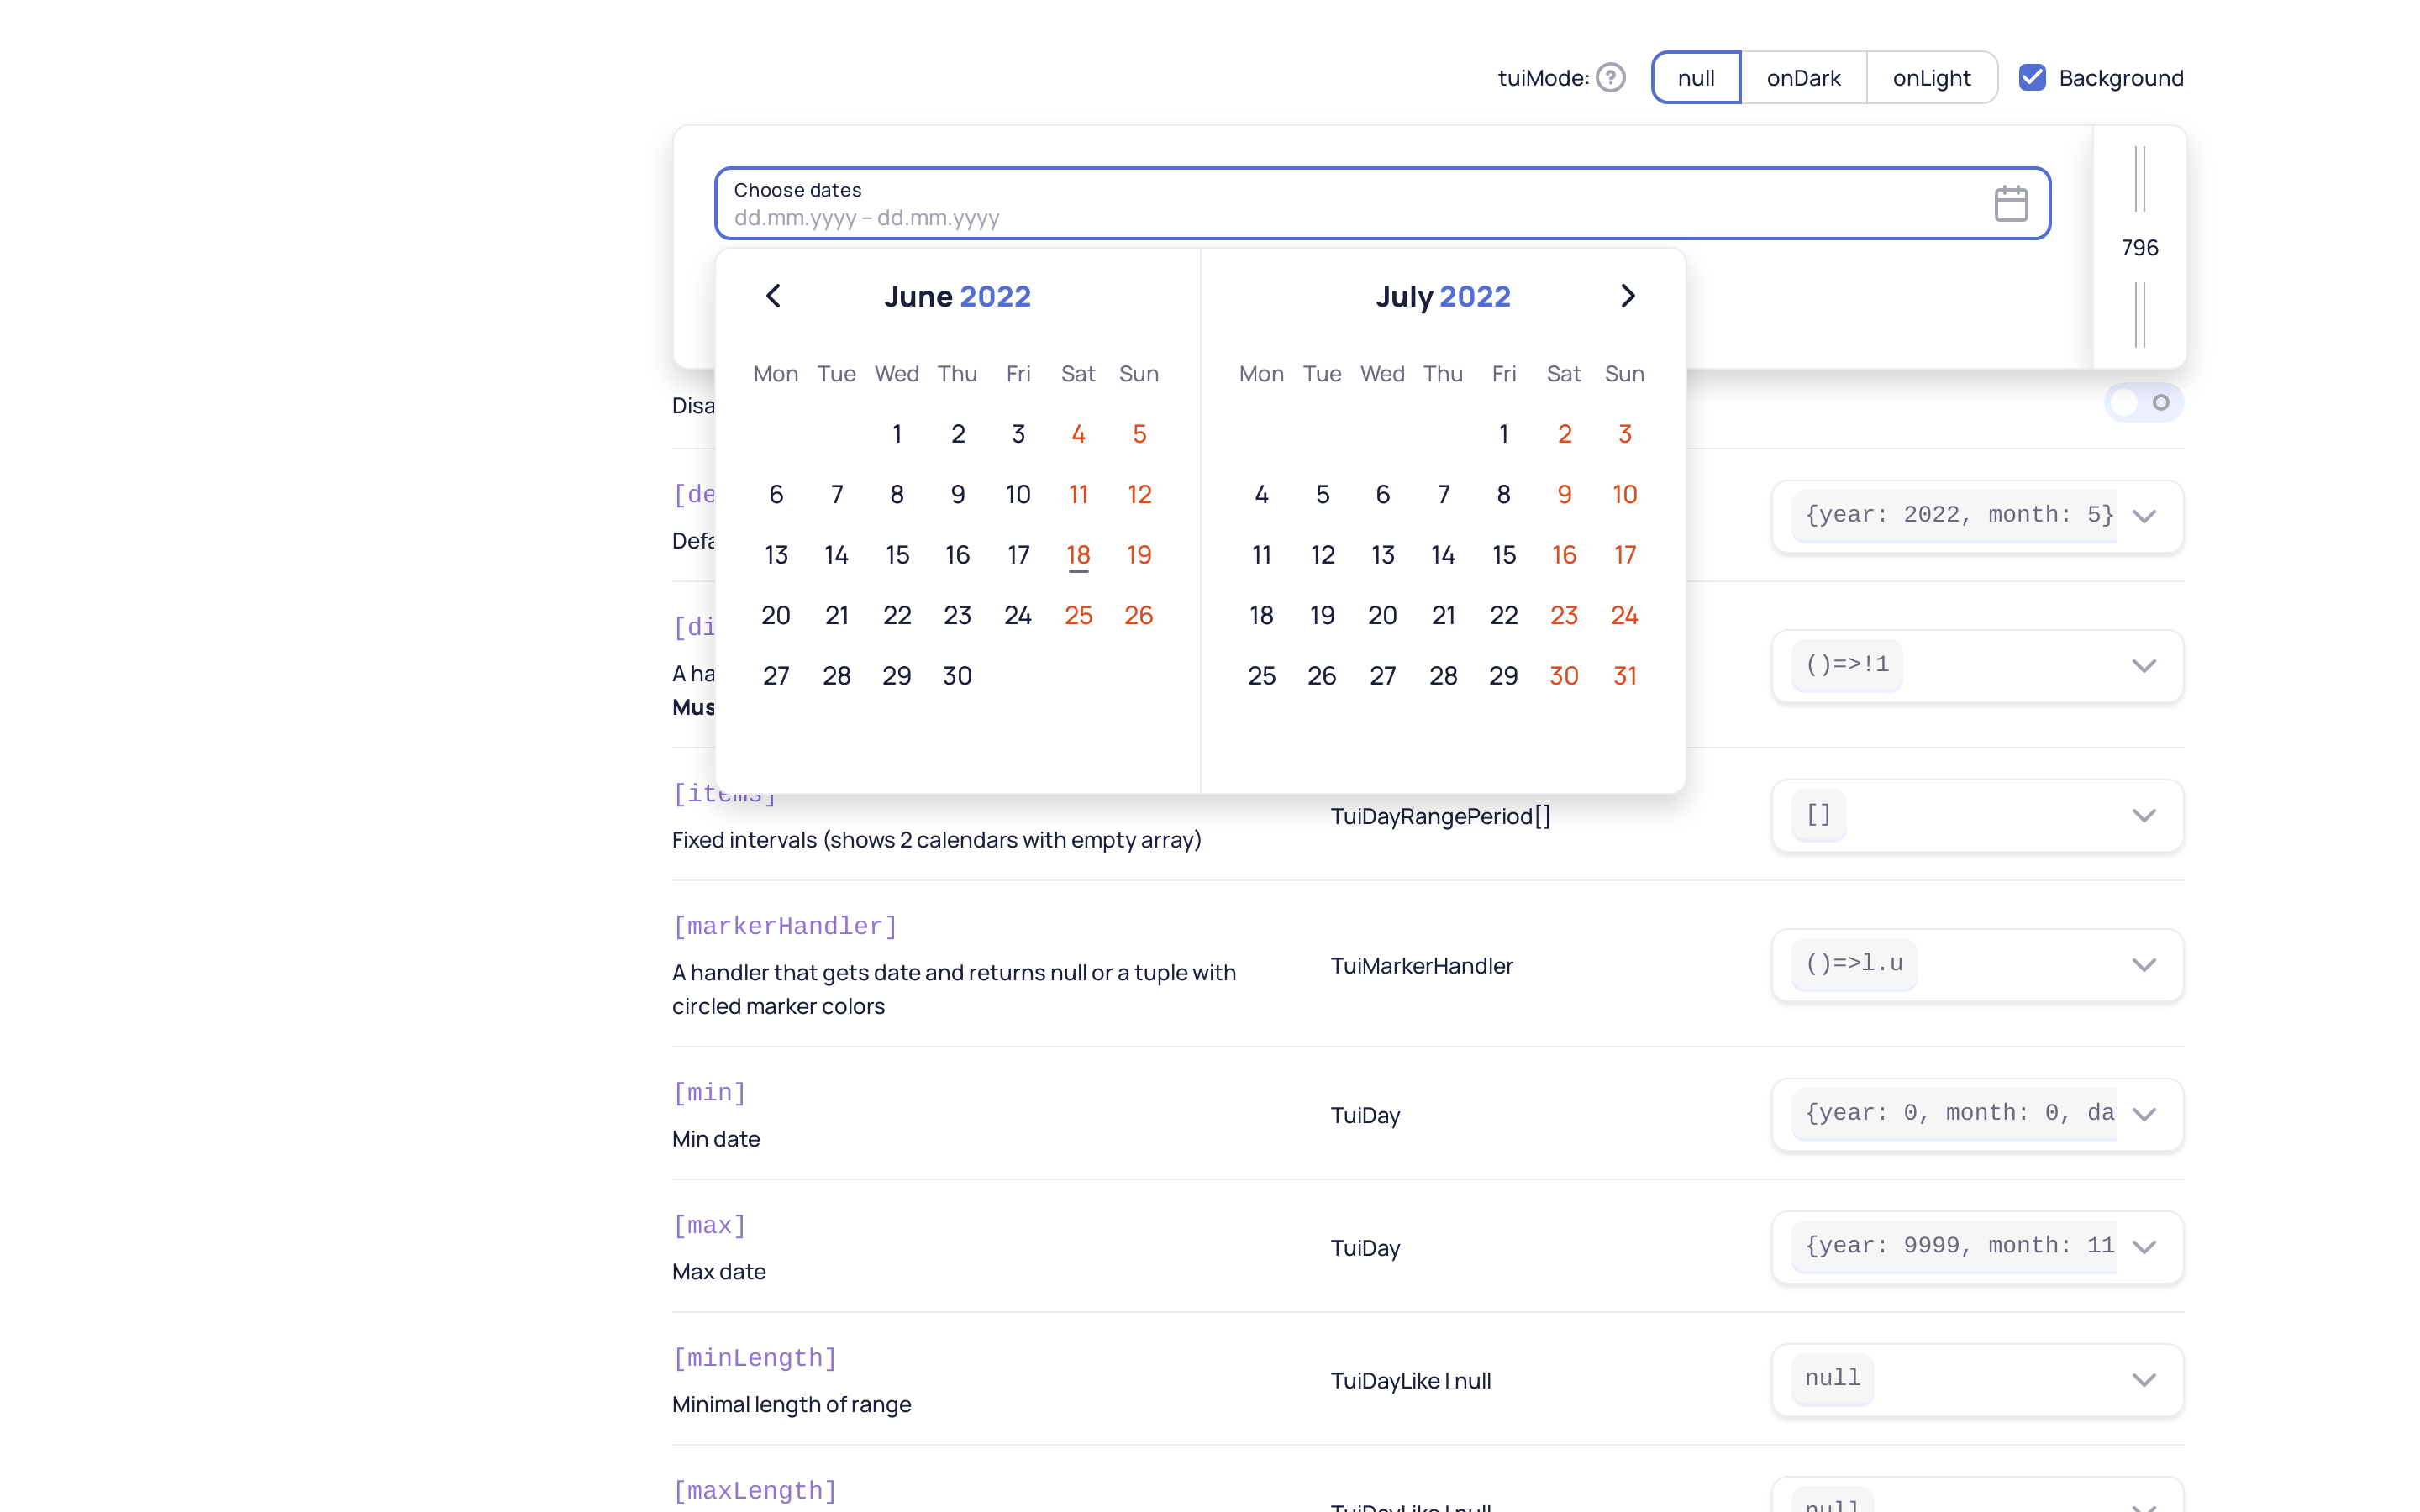 tuiMode: ? null onDark onLight Background
Choose dates
dd.mm.yyyy – dd.mm.yyyy
796
June 2022
Mon Tue Wed Thu Fri Sat Sun
1 2 3 4 5
6 7 8 9 10 11 12
13 14 15 16 17 18 19
20 21 22 23 24 25 26
27 28 29 30
July 2022
Mon Tue Wed Thu Fri Sat Sun
1 2 3
4 5 6 7 8 9 10
11 12 13 14 15 16 17
18 19 20 21 22 23 24
25 26 27 28 29 30 31
{year: 2022, month: 5}
()=>!1
[items]
Fixed intervals (shows 2 calendars with empty array)
TuiDayRangePeriod[]
[]
[markerHandler]
A handler that gets date and returns null or a tuple with
circled marker colors
TuiMarkerHandler
()=>l.u
[min]
Min date
TuiDay
{year: 0, month: 0, da
[max]
Max date
TuiDay
{year: 9999, month: 11
[minLength]
Minimal length of range
TuiDayLike | null
null
[maxLength]
TuiDayLike | null
null